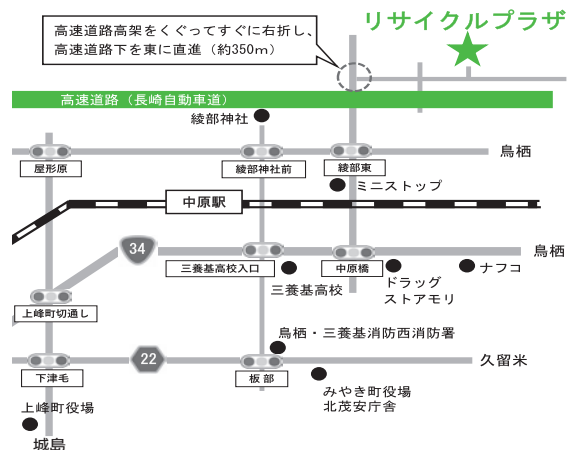 高速道路高架をくぐってすぐに右折し、
高速道路下を東に直進（約350m）
リサイクルプラザ
高速道路（長崎自動車道）
綾部神社
鳥栖
屋形原
綾部神社前
綾部東
ミニストップ
中原駅
34
鳥栖
三養基高校入口
中原橋
ナフコ
三養基高校
ドラッグ
ストアモリ
上峰町切通し
鳥栖・三養基消防西消防署
22
久留米
下津毛
板部
みやき町役場
北茂安庁舎
上峰町役場
城島